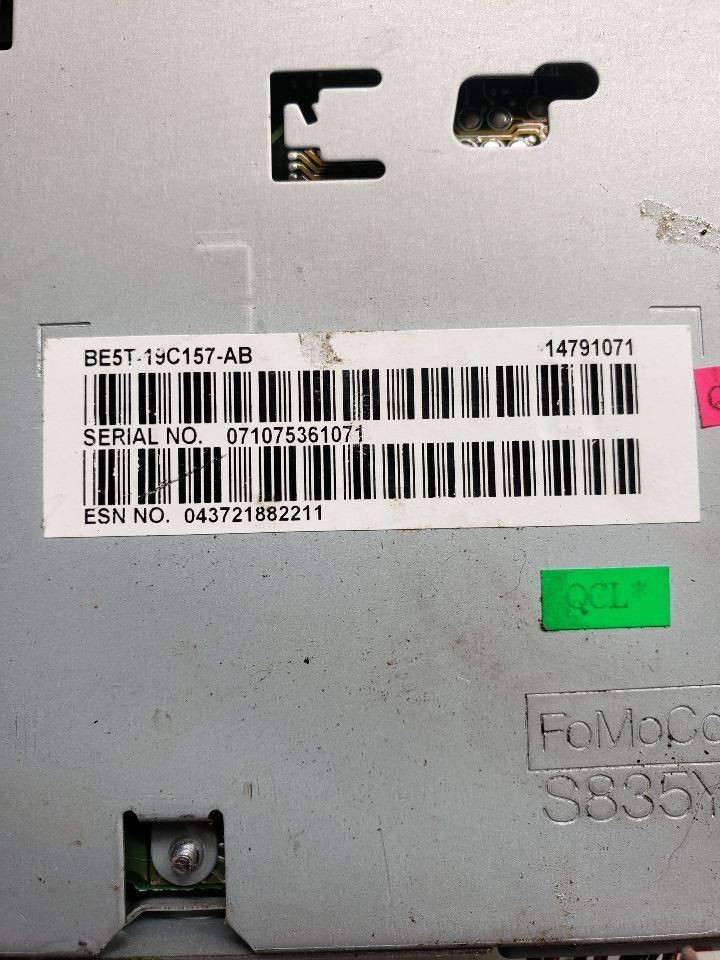 BE5T-19C157-AB 14791071
SERIAL NO. 071075361071
ESN NO. 043721882211
QCL*
FoMoCo
S835Y